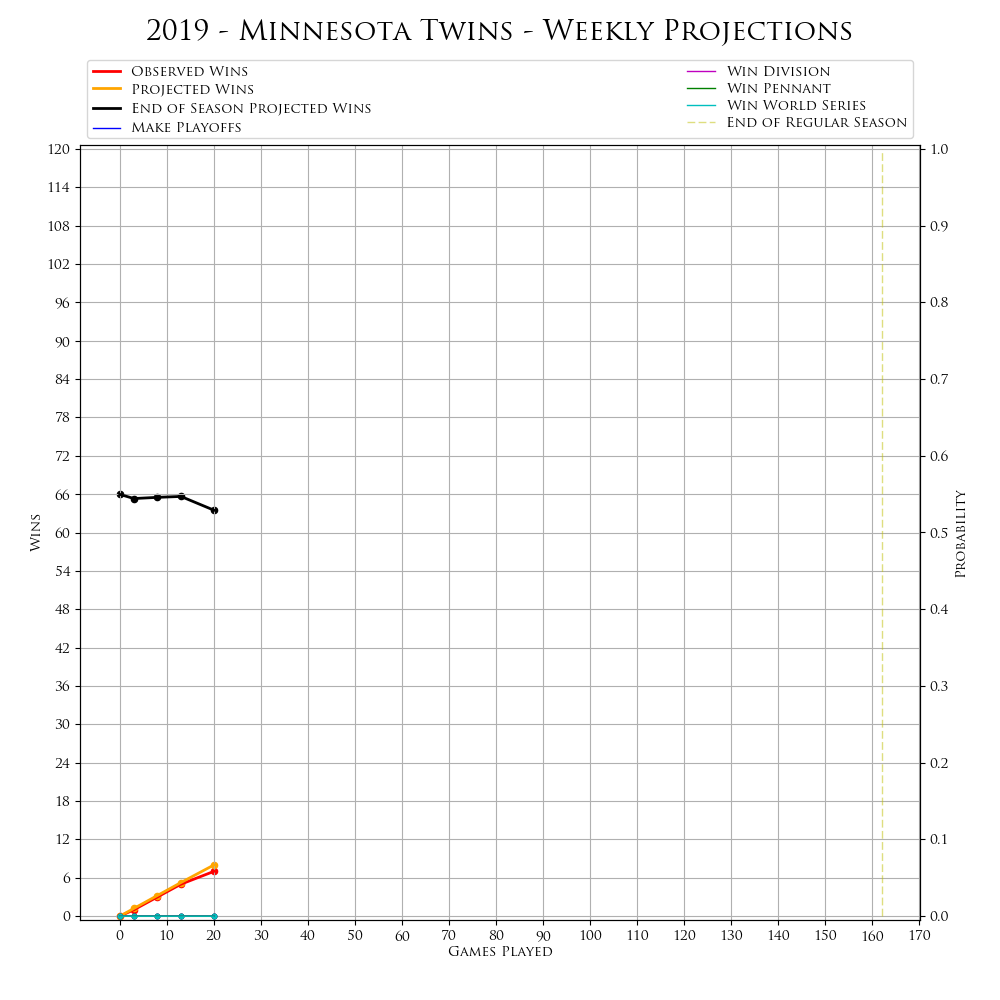 2019 - Minnesota Twins - Weekly Projections
Observed Wins
Projected Wins
End of Season Projected Wins
Make Playoffs
Win Division
Win Pennant
Win World Series
End of Regular Season
120
114
108
102
96
90
84
78
72
66
60
54
48
42
36
30
24
18
12
6
0
Wins
1.0
0.9
0.8
0.7
0.6
0.5
0.4
0.3
0.2
0.1
0.0
Probability
0 10 20 30 40 50 60 70 80 90 100 110 120 130 140 150 160 170
Games Played